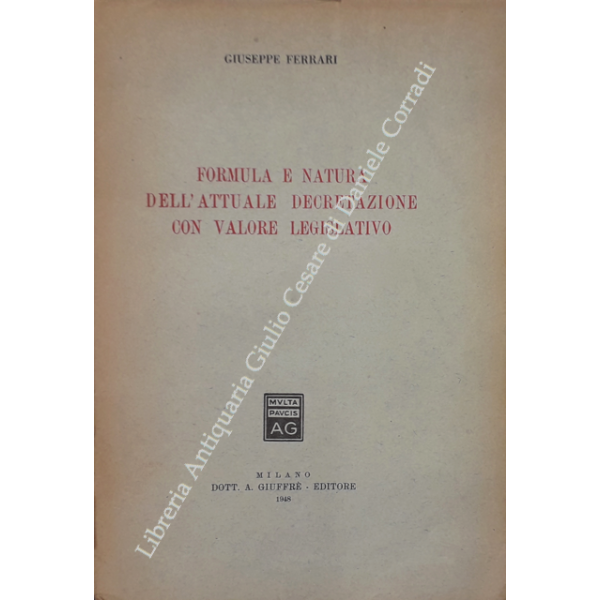 GIUSEPPE FERRARI
FORMULA E NATURA
DELL'ATTUALE DECRETAZIONE
CON VALORE LEGISLATIVO
MVLTA
PAVCIS
AG
MILANO
DOTT. A. GIUFFRÈ - EDITORE
1948
Libreria Antiquaria Giulio Cesare di Daniele Corradi